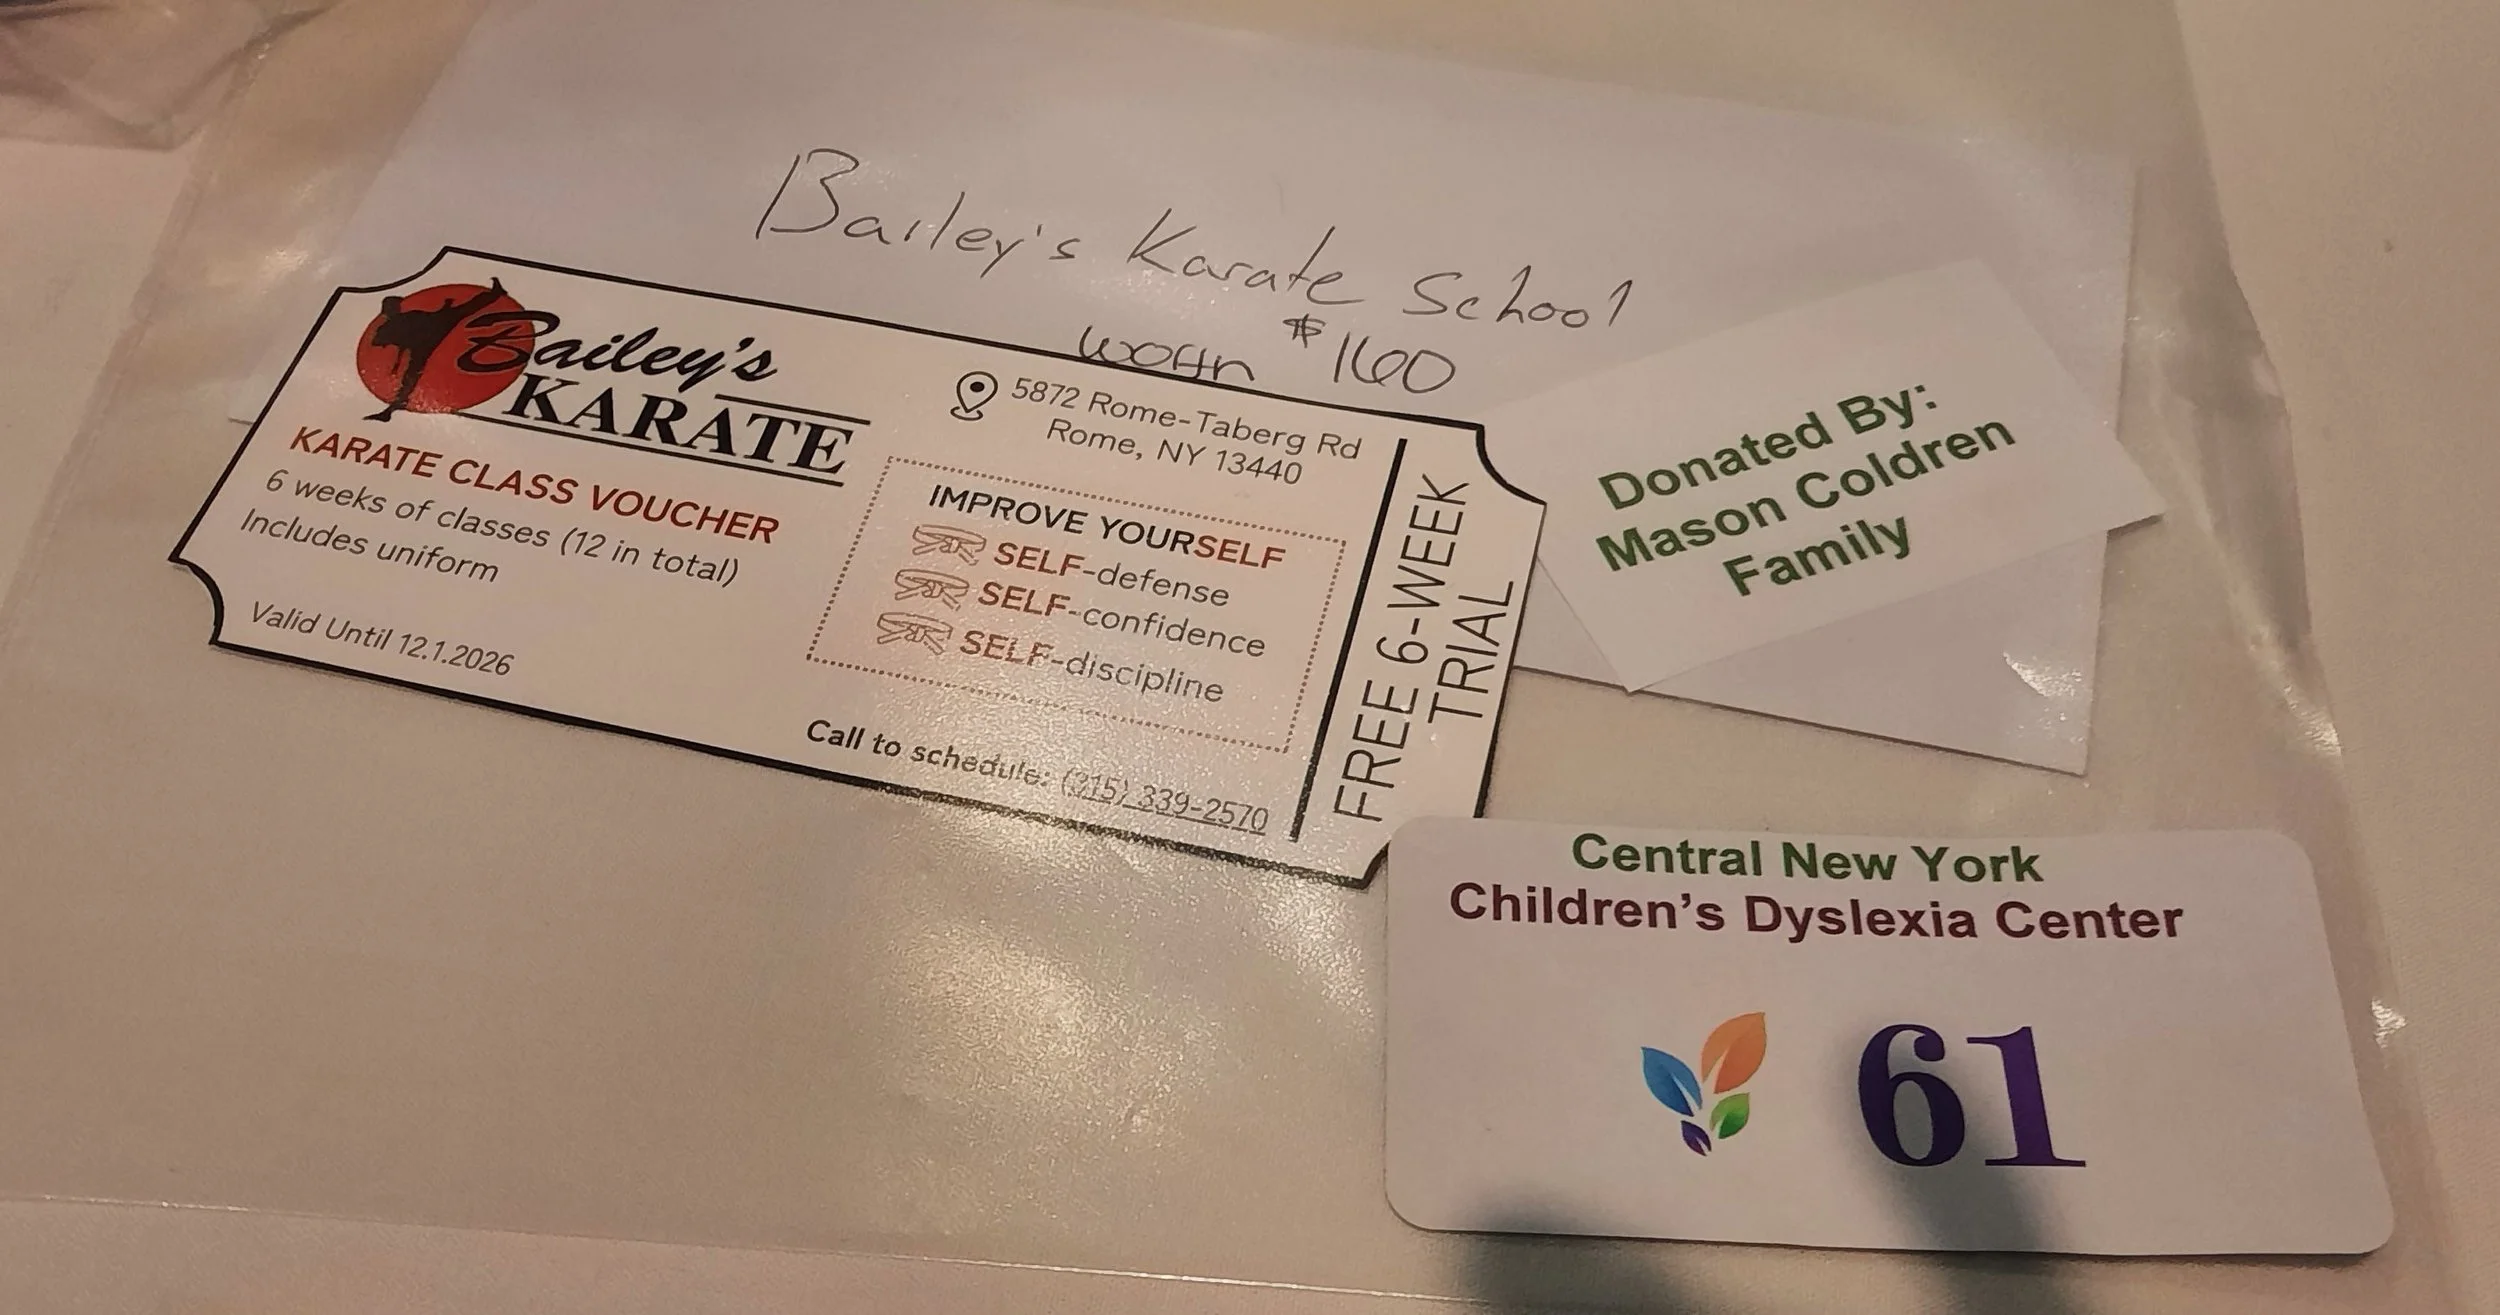 Bailey's Karate School
worth $160
Bailey's
KARATE
KARATE CLASS VOUCHER
6 weeks of classes (12 in total)
Includes uniform
Valid Until 12.1.2026
5872 Rome-Taberg Rd
Rome, NY 13440
IMPROVE YOURSELF
SELF-defense
SELF-confidence
SELF-discipline
Call to schedule: (315) 339-2570
FREE 6-WEEK
TRIAL
Donated By:
Mason Coldren
Family
Central New York
Children's Dyslexia Center
61